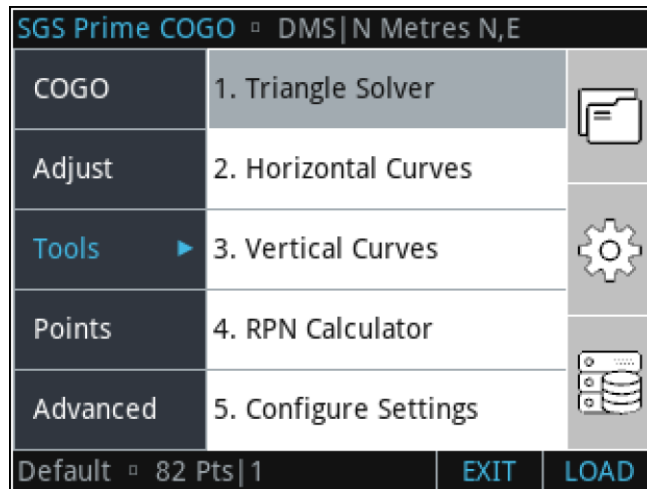 SGS Prime COGO ▫ DMS|N Metres N,E
COGO
Adjust
Tools ▶
Points
Advanced
1. Triangle Solver
2. Horizontal Curves
3. Vertical Curves
4. RPN Calculator
5. Configure Settings
Default ▫ 82 Pts|1
EXIT
LOAD